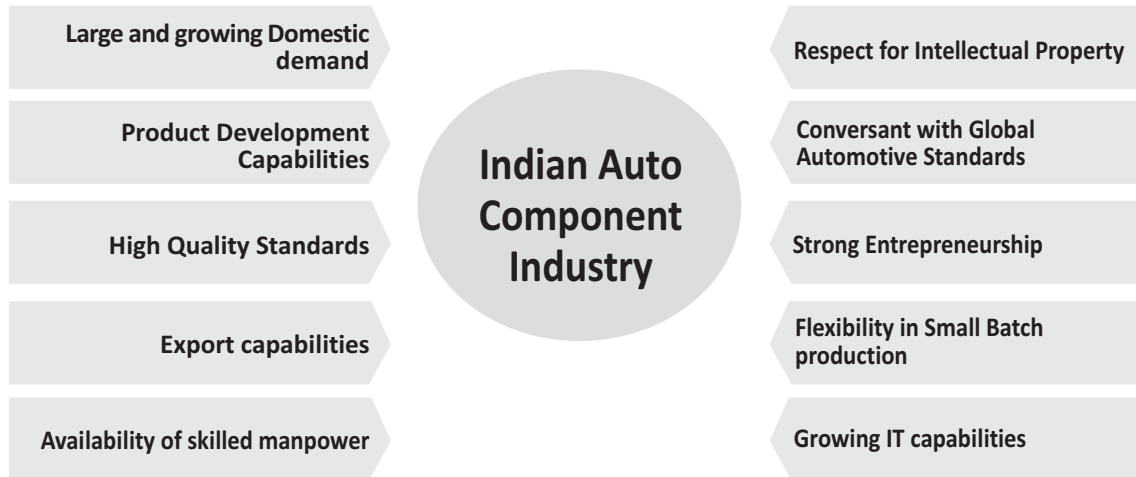 Large and growing Domestic
demand
Product Development
Capabilities
High Quality Standards
Export capabilities
Availability of skilled manpower
Indian Auto
Component
Industry
Respect for Intellectual Property
Conversant with Global
Automotive Standards
Strong Entrepreneurship
Flexibility in Small Batch
production
Growing IT capabilities